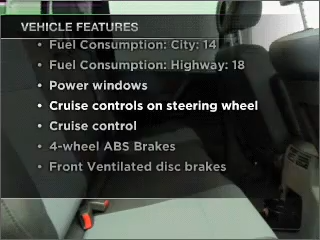 VEHICLE FEATURES
• Fuel Consumption: City: 14
• Fuel Consumption: Highway: 18
• Power windows
• Cruise controls on steering wheel
• Cruise control
• 4-wheel ABS Brakes
• Front Ventilated disc brakes